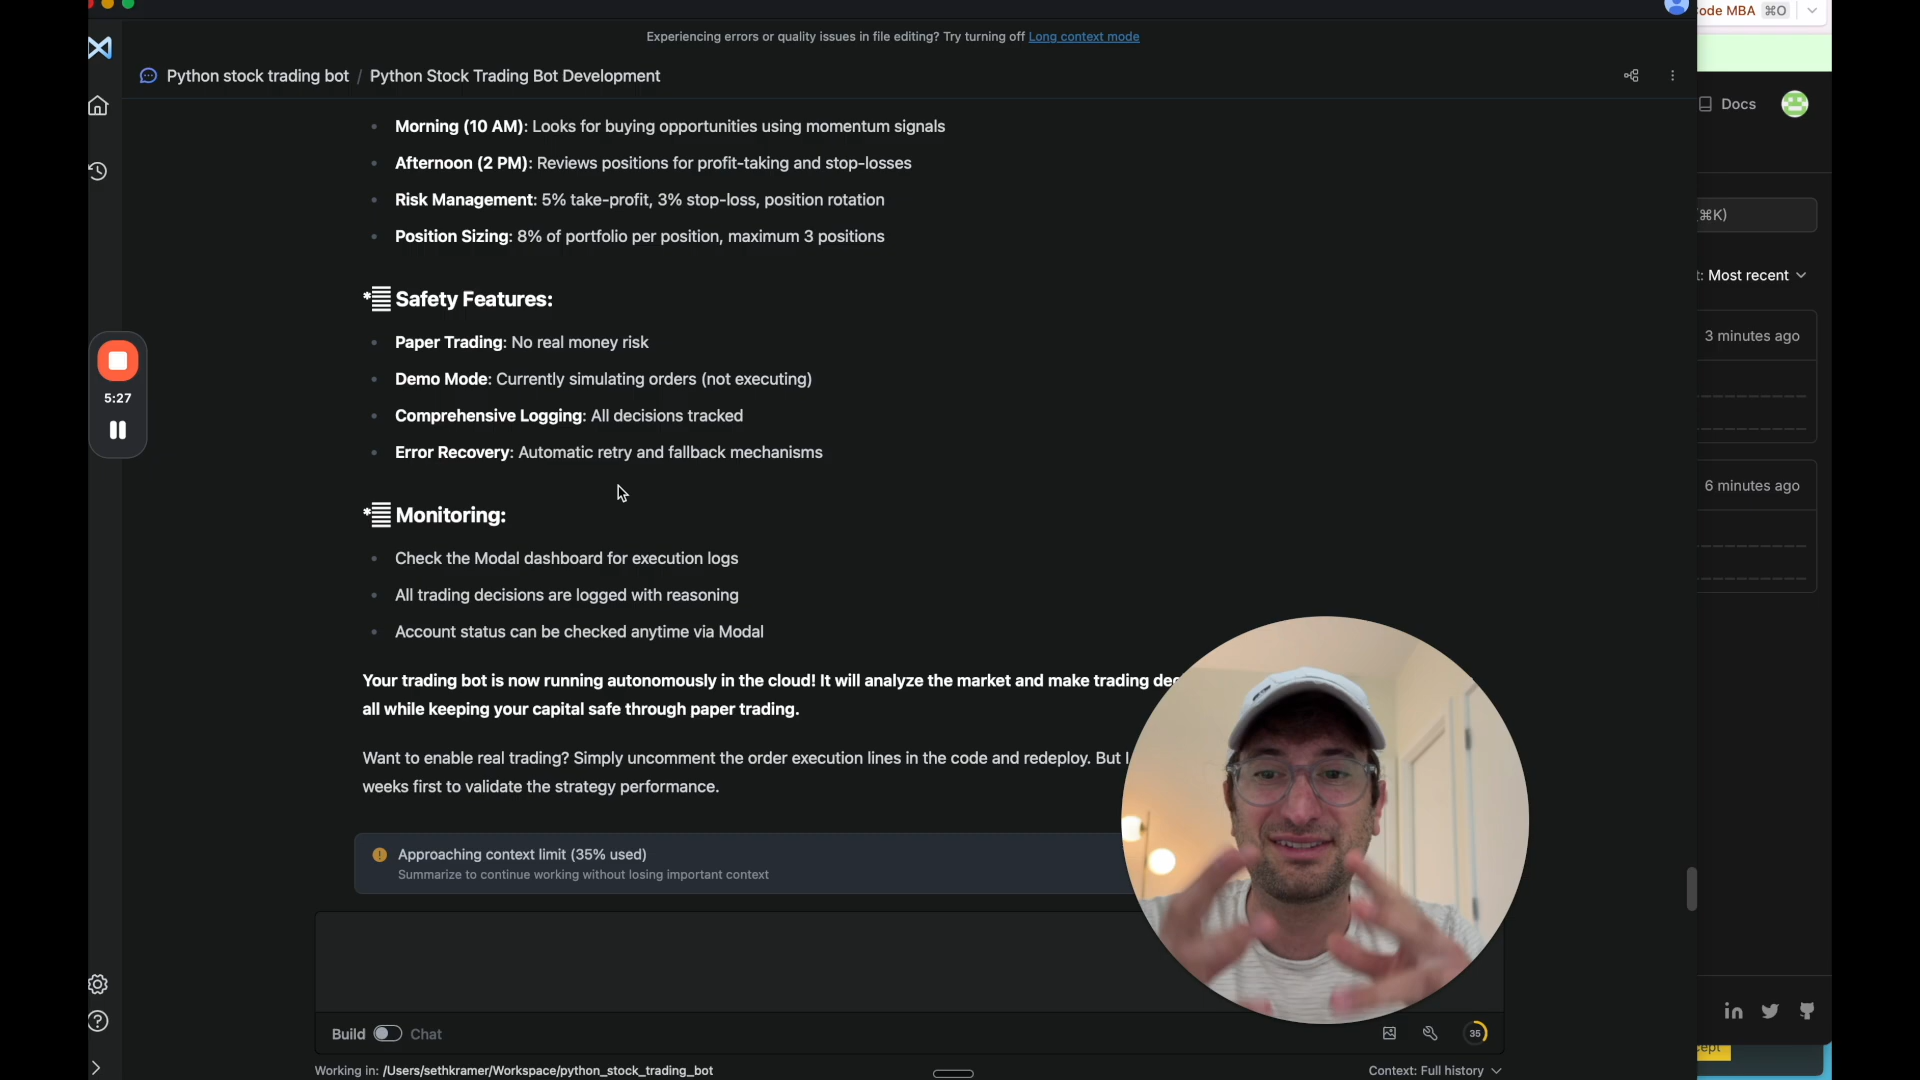 ode MBA ⌘O
Experiencing errors or quality issues in file editing? Try turning off Long context mode
Python stock trading bot / Python Stock Trading Bot Development
Docs
Morning (10 AM): Looks for buying opportunities using momentum signals
Afternoon (2 PM): Reviews positions for profit-taking and stop-losses
Risk Management: 5% take-profit, 3% stop-loss, position rotation
⌘K)
Position Sizing: 8% of portfolio per position, maximum 3 positions
t: Most recent
Safety Features:
Paper Trading: No real money risk
3 minutes ago
Demo Mode: Currently simulating orders (not executing)
5:27
Comprehensive Logging: All decisions tracked
Error Recovery: Automatic retry and fallback mechanisms
6 minutes ago
Monitoring:
Check the Modal dashboard for execution logs
All trading decisions are logged with reasoning
Account status can be checked anytime via Modal
Your trading bot is now running autonomously in the cloud! It will analyze the market and make trading dec
all while keeping your capital safe through paper trading.
Want to enable real trading? Simply uncomment the order execution lines in the code and redeploy. But I
weeks first to validate the strategy performance.
Approaching context limit (35% used)
Summarize to continue working without losing important context
Build Chat
35
cept
Working in: /Users/sethkramer/Workspace/python_stock_trading_bot
Context: Full history